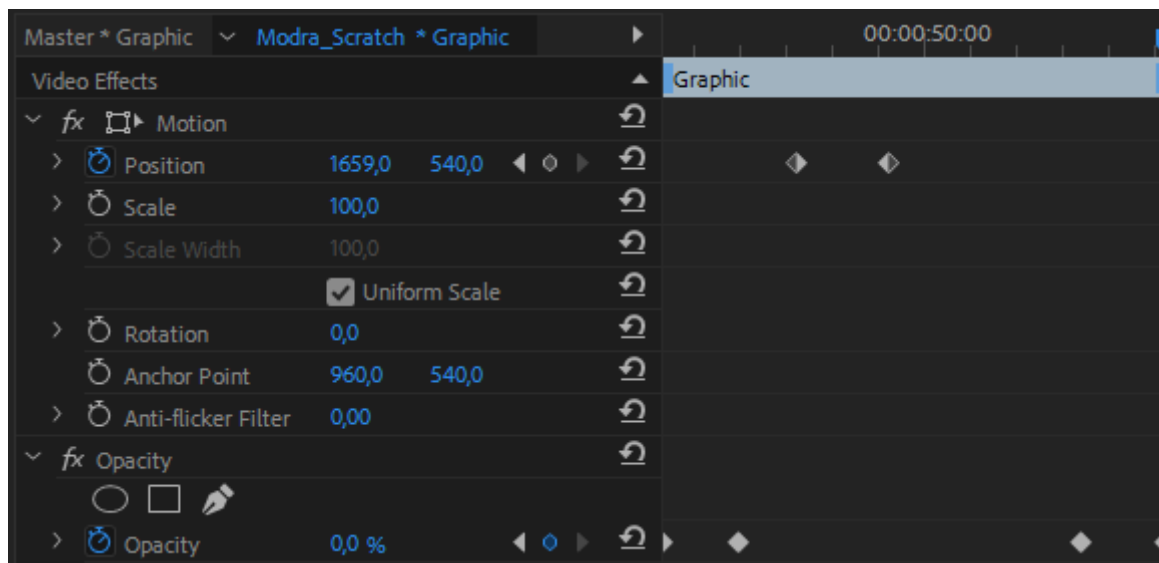 Master * Graphic Modra_Scratch * Graphic 00:00:50:00
Video Effects Graphic
fx Motion
Position 1659,0 540,0
Scale 100,0
Scale Width 100,0
Uniform Scale
Rotation 0,0
Anchor Point 960,0 540,0
Anti-flicker Filter 0,00
fx Opacity
Opacity 0,0 %